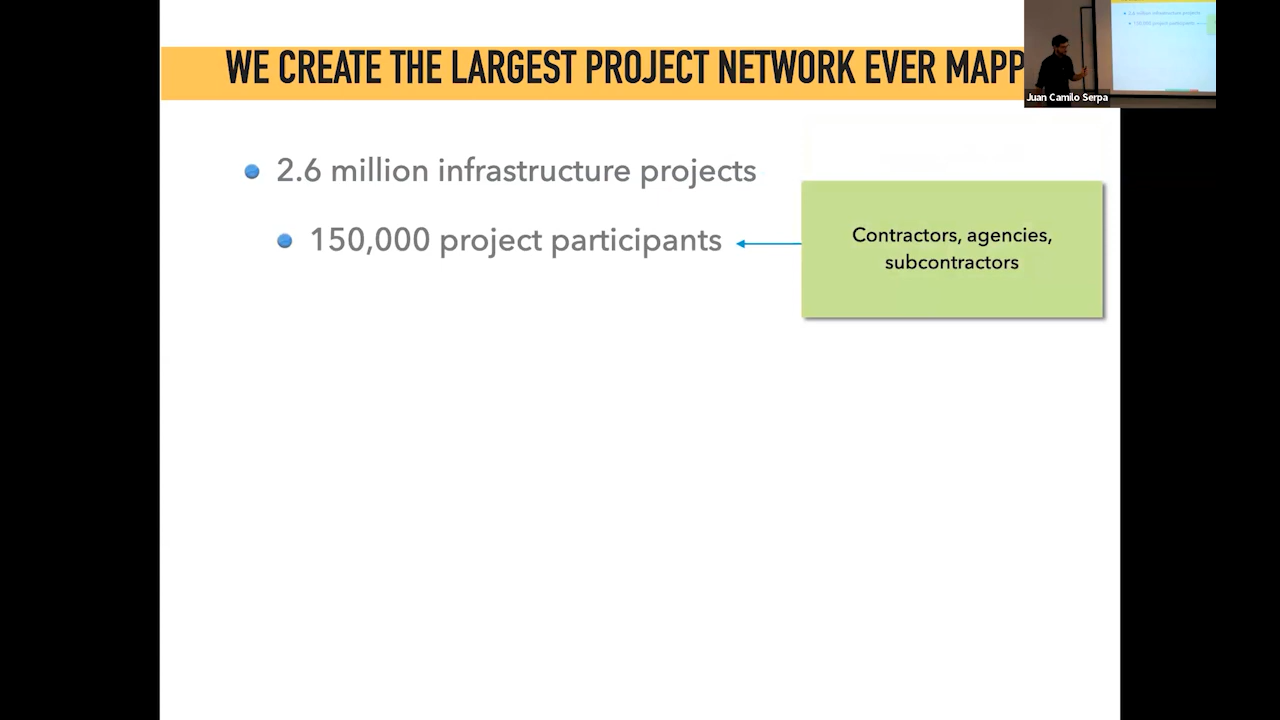 WE CREATE THE LARGEST PROJECT NETWORK EVER MAPP
Juan Camilo Serpa
2.6 million infrastructure projects
150,000 project participants
Contractors, agencies,
subcontractors